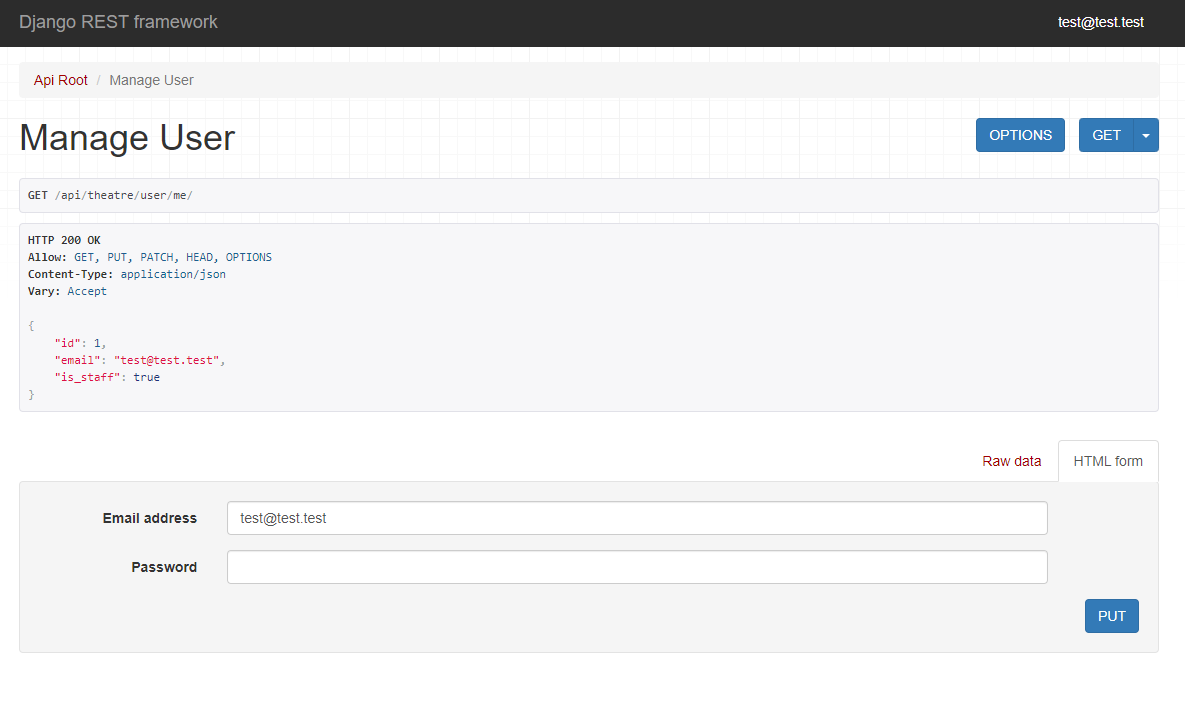 Django REST framework
test@test.test
Api Root / Manage User
Manage User
OPTIONS
GET
GET /api/theatre/user/me/
HTTP 200 OK
Allow: GET, PUT, PATCH, HEAD, OPTIONS
Content-Type: application/json
Vary: Accept
{
    "id": 1,
    "email": "test@test.test",
    "is_staff": true
}
Raw data
HTML form
Email address
test@test.test
Password
PUT